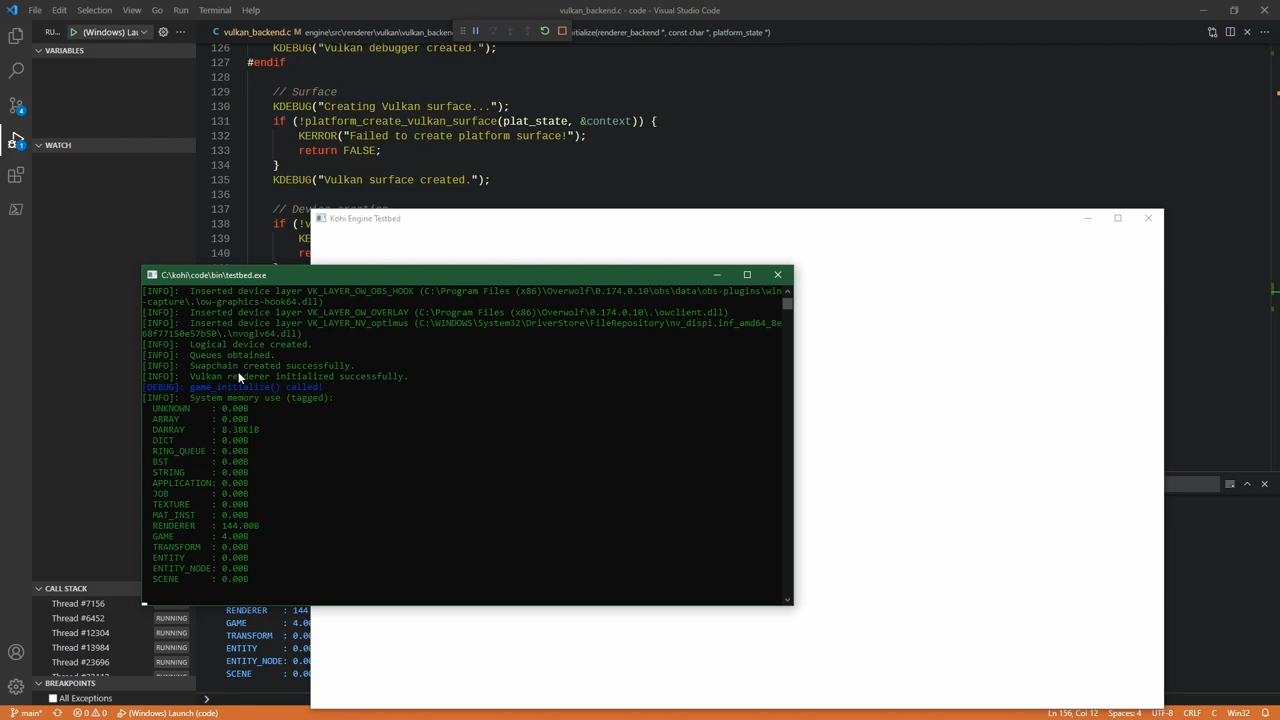 File Edit Selection View Go Run Terminal Help
vulkan_backend.c - code - Visual Studio Code
RU... (Windows) Lau
vulkan_backend.c engine\src\renderer\vulkan\vulkan_backen
itialize(renderer_backend *, const char *, platform_state *)
VARIABLES
126 KDEBUG("Vulkan debugger created.");
127 #endif
128
129 // Surface
130 KDEBUG("Creating Vulkan surface...");
131 if (!platform_create_vulkan_surface(plat_state, &context)) {
132 KERROR("Failed to create platform surface!");
133 return FALSE;
134 }
135 KDEBUG("Vulkan surface created.");
136
137 // Device creation
138 if (!v
139 KE
140 re
4
1
WATCH
Kohi Engine Testbed
C:\kohi\code\bin\testbed.exe
[INFO]: Inserted device layer VK_LAYER_OW_OBS_HOOK (C:\Program Files (x86)\Overwolf\0.174.0.10\obs\data\obs-plugins\win
-capture\.\ow-graphics-hook64.dll)
[INFO]: Inserted device layer VK_LAYER_OW_OVERLAY (C:\Program Files (x86)\Overwolf\0.174.0.10\.\owclient.dll)
[INFO]: Inserted device layer VK_LAYER_NV_optimus (C:\WINDOWS\System32\DriverStore\FileRepository\nv_dispi.inf_amd64_8e
68f77150e57b50\.\nvoglv64.dll)
[INFO]: Logical device created.
[INFO]: Queues obtained.
[INFO]: Swapchain created successfully.
[INFO]: Vulkan renderer initialized successfully.
[DEBUG]: game_initialize() called!
[INFO]: System memory use (tagged):
UNKNOWN : 0.00B
ARRAY : 0.00B
DARRAY : 8.38KiB
DICT : 0.00B
RING_QUEUE : 0.00B
BST : 0.00B
STRING : 0.00B
APPLICATION: 0.00B
JOB : 0.00B
TEXTURE : 0.00B
MAT_INST : 0.00B
RENDERER : 144.00B
GAME : 4.00B
TRANSFORM : 0.00B
ENTITY : 0.00B
ENTITY_NODE: 0.00B
SCENE : 0.00B
CALL STACK
Thread #7156
Thread #6452 RUNNING
Thread #12304 RUNNING
Thread #13984 RUNNING
Thread #23696 RUNNING
RENDERER : 144
GAME : 4.00
TRANSFORM : 0.00
ENTITY : 0.00
ENTITY_NODE: 0.00
SCENE : 0.00
BREAKPOINTS
All Exceptions
main* 0 0 (Windows) Launch (code)
Ln 156, Col 12 Spaces: 4 UTF-8 CRLF C Win32